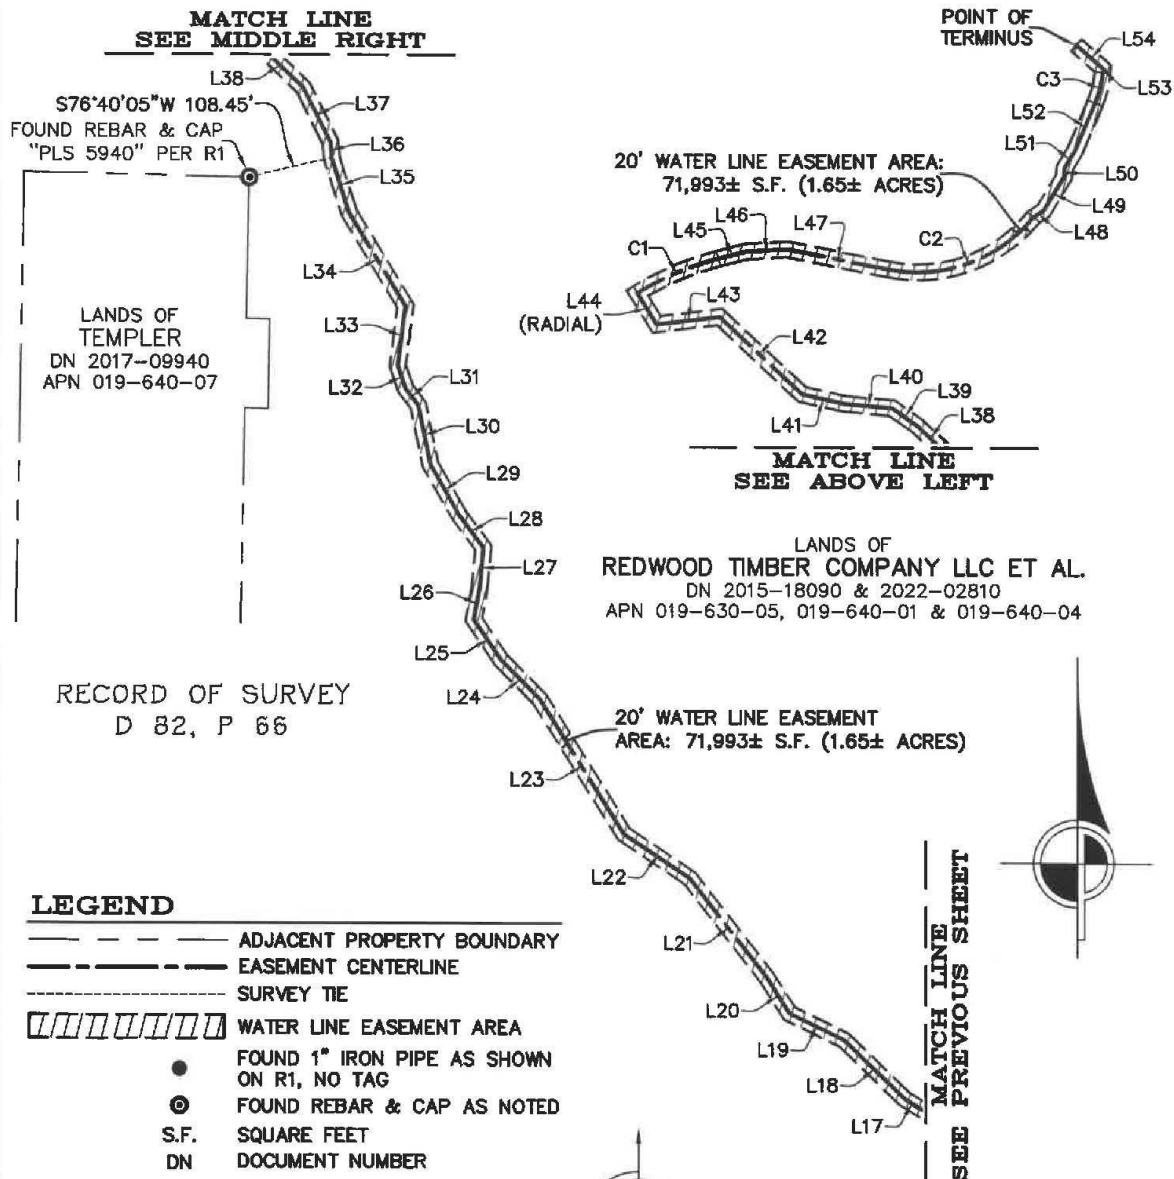 MATCH LINE
SEE MIDDLE RIGHT
L38
L37
S76°40'05"W 108.45'
FOUND REBAR & CAP
"PLS 5940" PER R1
L36
L35
L34
LANDS OF
TEMPLER
DN 2017-09940
APN 019-640-07
L33
L32
L31
L30
L29
L28
L27
L26
L25
L24
RECORD OF SURVEY
D 82, P 66
POINT OF
TERMINUS
L54
C3
L53
L52
L51
20' WATER LINE EASEMENT AREA:
71,993± S.F. (1.65± ACRES)
L50
L49
L48
L46
L45
L47
C1
C2
L44
(RADIAL)
L43
L42
L40
L39
L41
L38
MATCH LINE
SEE ABOVE LEFT
LANDS OF
REDWOOD TIMBER COMPANY LLC ET AL.
DN 2015-18090 & 2022-02810
APN 019-630-05, 019-640-01 & 019-640-04
20' WATER LINE EASEMENT
AREA: 71,993± S.F. (1.65± ACRES)
L23
L22
L21
L20
L19
L18
L17
MATCH LINE
SEE PREVIOUS SHEET
LEGEND
ADJACENT PROPERTY BOUNDARY
EASEMENT CENTERLINE
SURVEY TIE
WATER LINE EASEMENT AREA
FOUND 1" IRON PIPE AS SHOWN
ON R1, NO TAG
FOUND REBAR & CAP AS NOTED
S.F. SQUARE FEET
DN DOCUMENT NUMBER